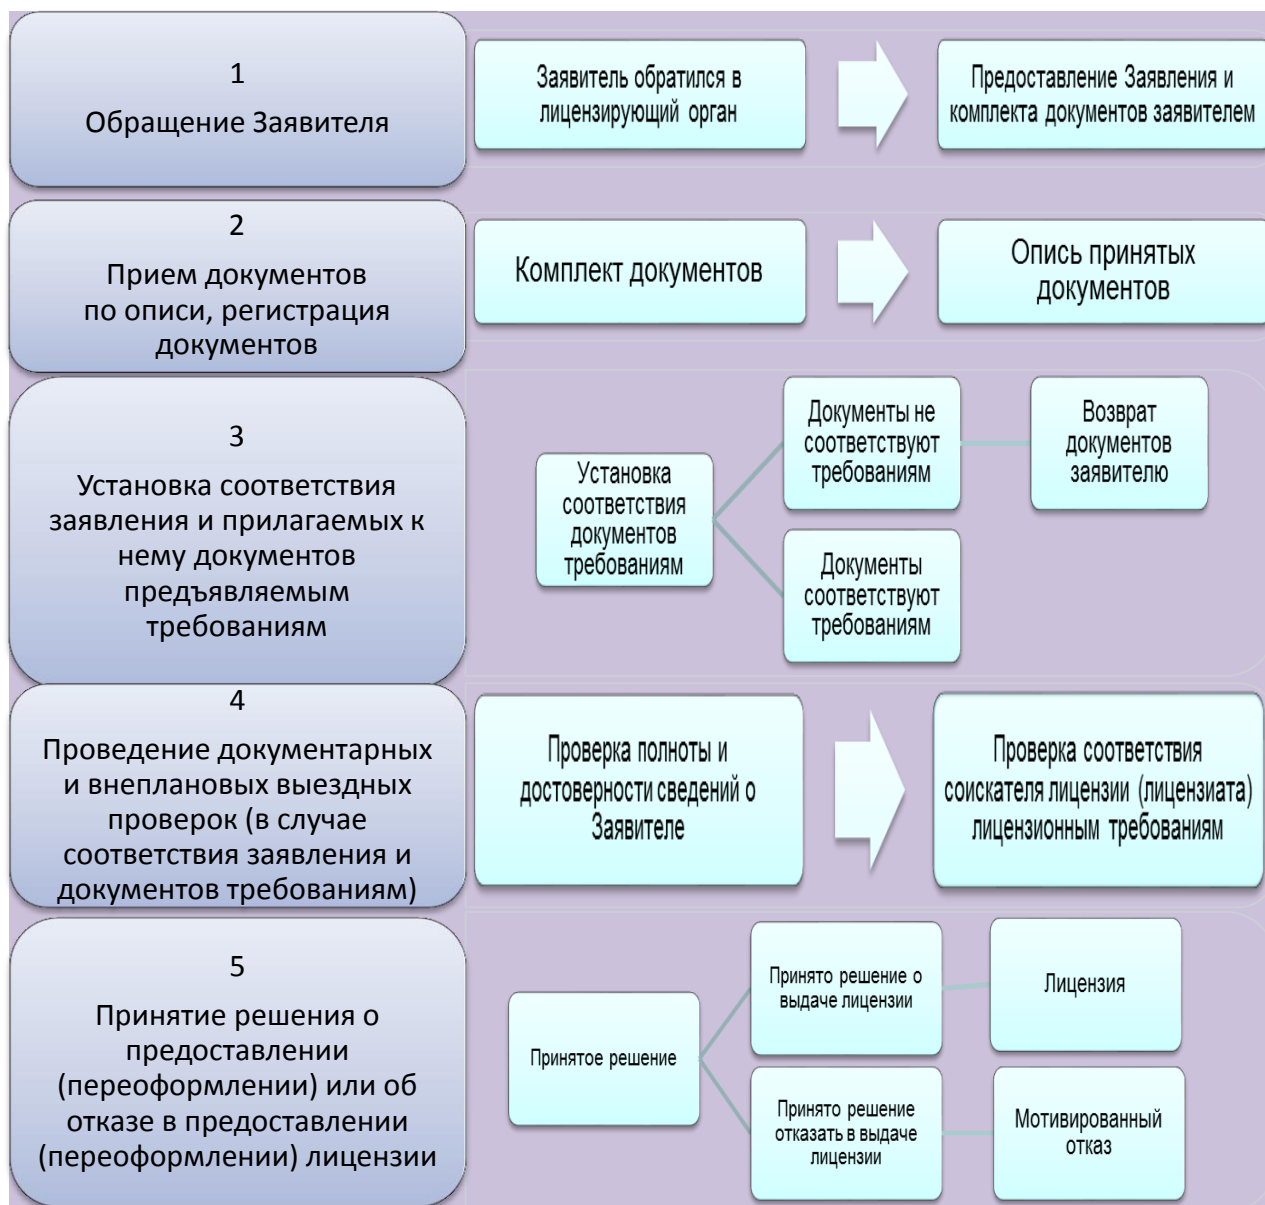 1
Обращение Заявителя
Заявитель обратился в
лицензирующий орган
Предоставление Заявления и
комплекта документов заявителем
2
Прием документов
по описи, регистрация
документов
Комплект документов
Опись принятых
документов
3
Установка соответствия
заявления и прилагаемых к
нему документов
предъявляемым
требованиям
Установка
соответствия
документов
требованиям
Документы не
соответствуют
требованиям
Возврат
документов
заявителю
Документы
соответствуют
требованиям
4
Проведение документарных
и внеплановых выездных
проверок (в случае
соответствия заявления и
документов требованиям)
Проверка полноты и
достоверности сведений о
Заявителе
Проверка соответствия
соискателя лицензии (лицензиата)
лицензионным требованиям
5
Принятие решения о
предоставлении
(переоформлении) или об
отказе в предоставлении
(переоформлении) лицензии
Принятое решение
Принято решение о
выдаче лицензии
Лицензия
Принято решение
отказать в выдаче
лицензии
Мотивированный
отказ